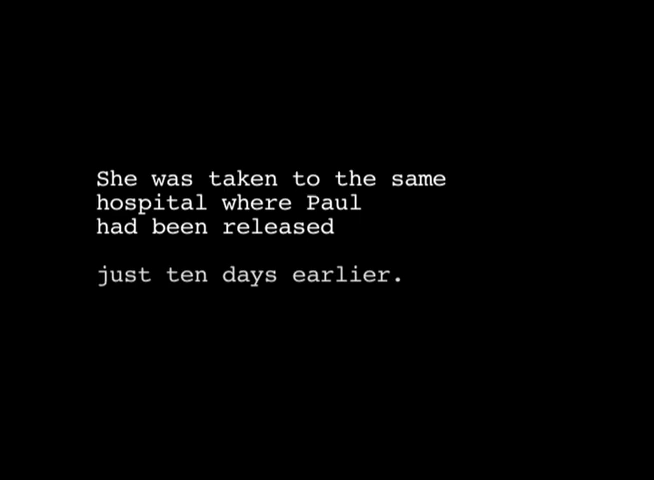 She was taken to the same
hospital where Paul
had been released
just ten days earlier.